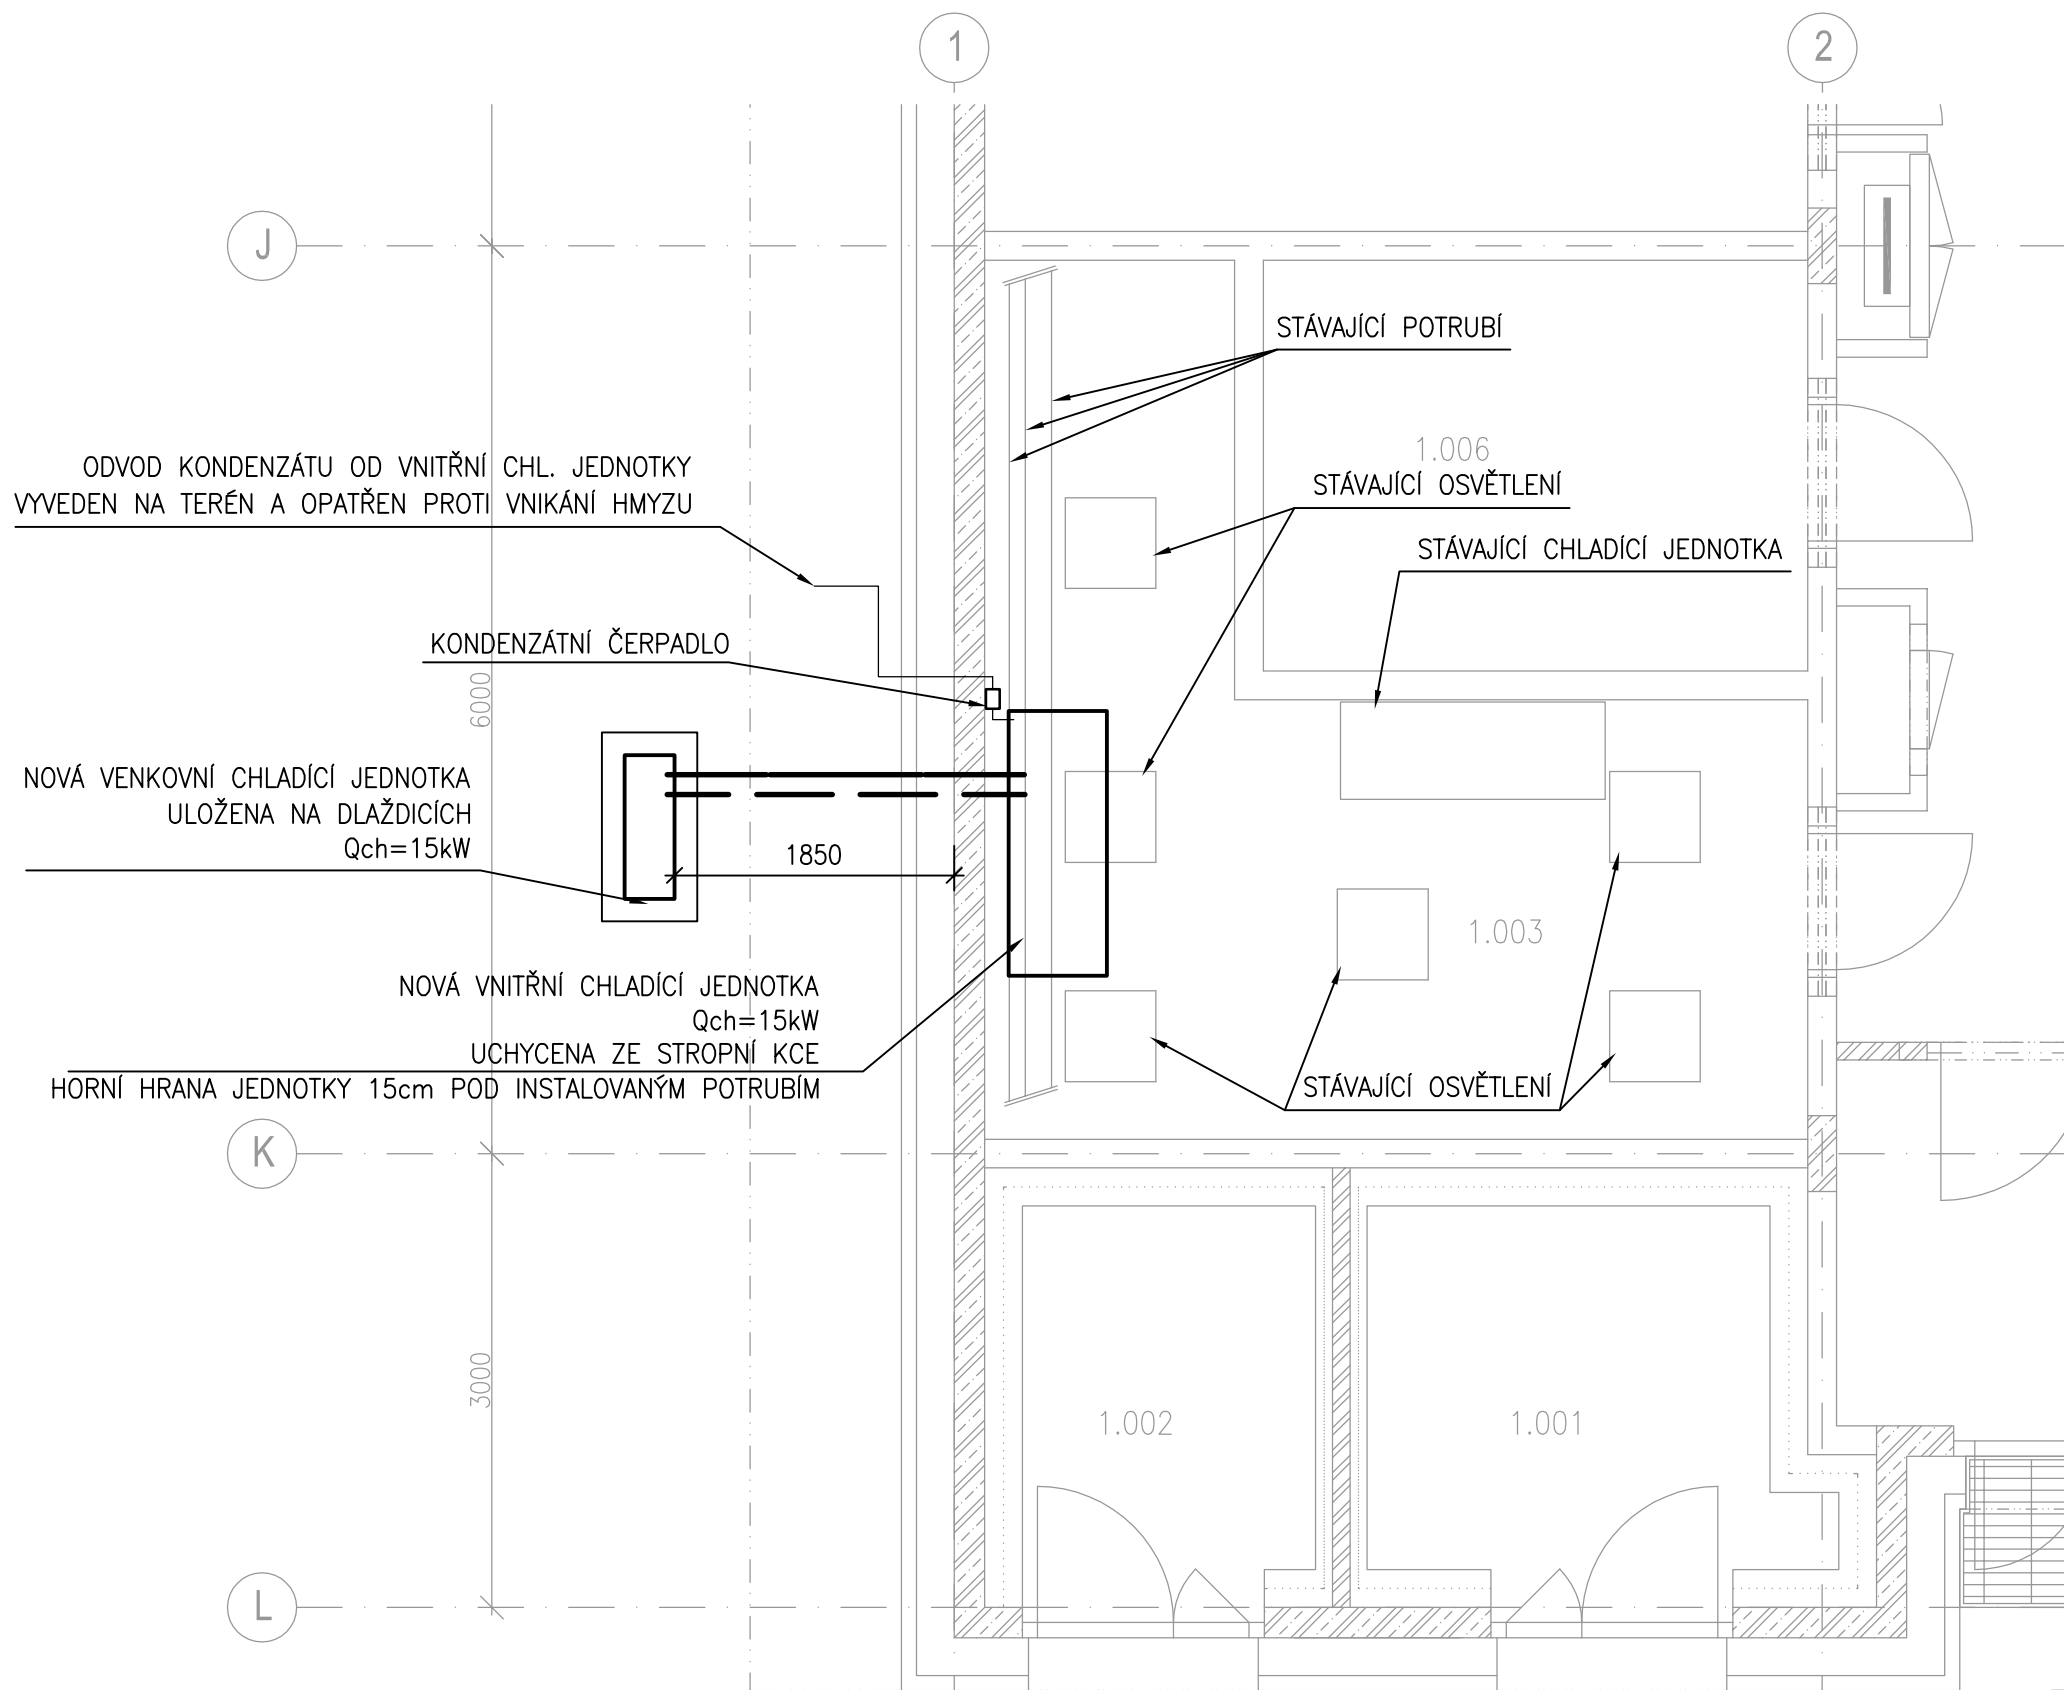 1
2
J
STÁVAJÍCÍ POTRUBÍ
1.006
ODVOD KONDENZÁTU OD VNITŘNÍ CHL. JEDNOTKY
VYVEDEN NA TERÉN A OPATŘEN PROTI VNIKÁNÍ HMYZU
STÁVAJÍCÍ OSVĚTLENÍ
STÁVAJÍCÍ CHLADÍCÍ JEDNOTKA
KONDENZÁTNÍ ČERPADLO
6000
NOVÁ VENKOVNÍ CHLADÍCÍ JEDNOTKA
ULOŽENA NA DLAŽDICÍCH
Qch=15kW
1850
1.003
NOVÁ VNITŘNÍ CHLADÍCÍ JEDNOTKA
Qch=15kW
UCHYCENA ZE STROPNÍ KCE
HORNÍ HRANA JEDNOTKY 15cm POD INSTALOVANÝM POTRUBÍM
STÁVAJÍCÍ OSVĚTLENÍ
K
3000
1.002
1.001
L